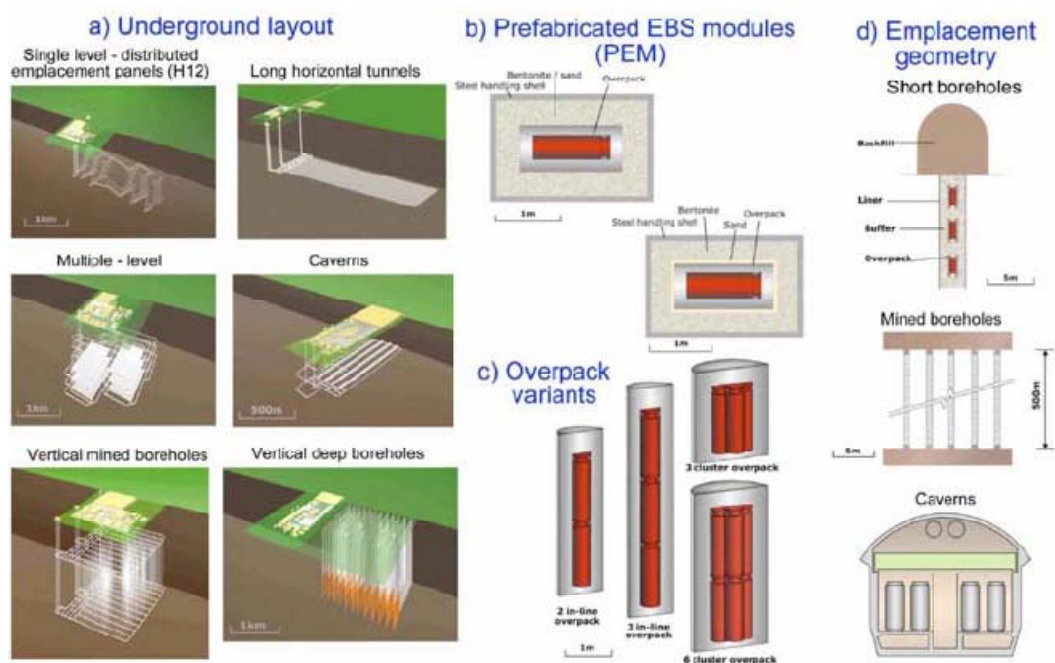 a) Underground layout
Single level - distributed
emplacement panels (H12)
Long horizontal tunnels
1km
Multiple - level
Caverns
1km
500m
Vertical mined boreholes
Vertical deep boreholes
1km
b) Prefabricated EBS modules
(PEM)
Bentonite / sand
Overpack
Steel handling shell
1m
Bentonite
Overpack
Steel handling shell
Sand
1m
c) Overpack
variants
2 in-line
overpack
3 in-line
overpack
3 cluster overpack
6 cluster overpack
1m
d) Emplacement
geometry
Short boreholes
Backfill
Liner
Buffer
Overpack
5m
Mined boreholes
500m
5m
Caverns